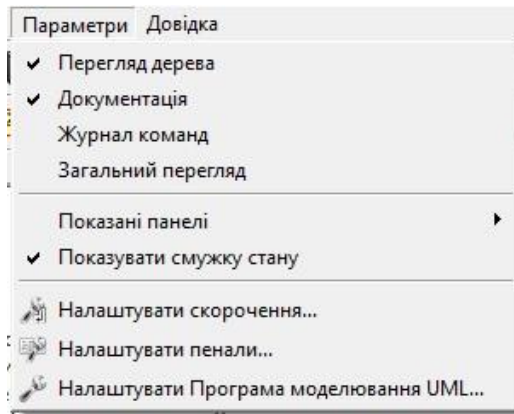 Параметри Довідка
Перегляд дерева
Документація
Журнал команд
Загальний перегляд
Показані панелі
Показувати смужку стану
Налаштувати скорочення...
Налаштувати пенали...
Налаштувати Програма моделювання UML...